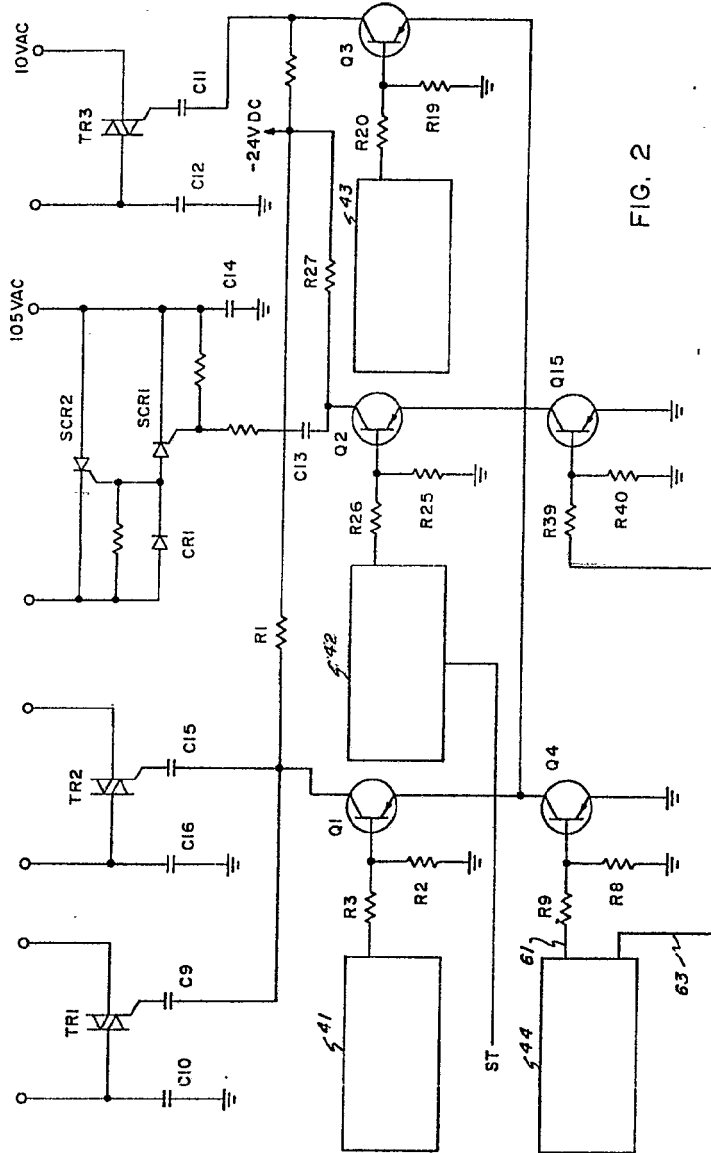 10VAC
TR3
C11
C12
Q3
-24V DC
R20
R19
43
FIG. 2
105VAC
SCR2
SCR1
C14
CR1
C13
R27
Q2
R26
R25
42
Q15
R39
R40
R1
TR2
C15
C16
TR1
C9
C10
Q1
R3
R2
41
ST
Q4
R9
R8
61
44
63